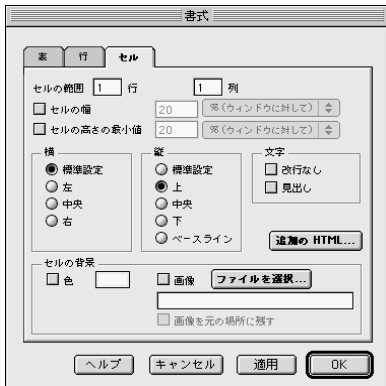 書式
表 行 セル
セルの範囲 1 行 1 列
セルの幅 20 %(ウィンドウに対して)
セルの高さの最小値 20 %(ウィンドウに対して)
横 縦 文字
標準設定 標準設定 改行なし
左 上 見出し
中央 中央
右 下
ベースライン 追加の HTML...
セルの背景
色 画像 ファイルを選択...
画像を元の場所に残す
ヘルプ キャンセル 適用 OK